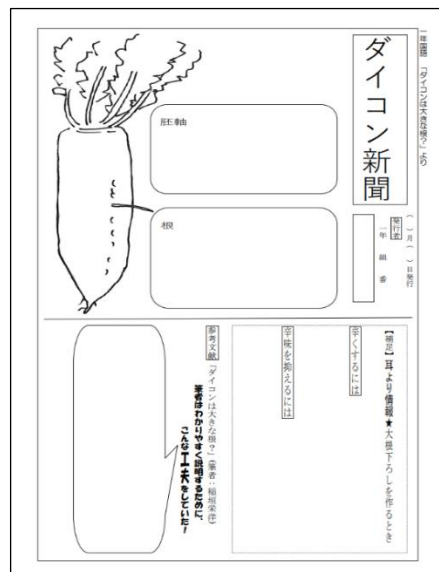 一年国語 「ダイコンは大きな根？」より
ダイコン新聞
（ ）月（ ）日発行
発行者
一年 組 番
胚軸
根
【補足】耳より情報★大根下ろしを作るとき
辛くするには
辛味を抑えるには
参考文献『ダイコンは大きな根？』（筆者：稲垣栄洋）
筆者はわかりやすく説明するために、
こんな工夫をしていた！